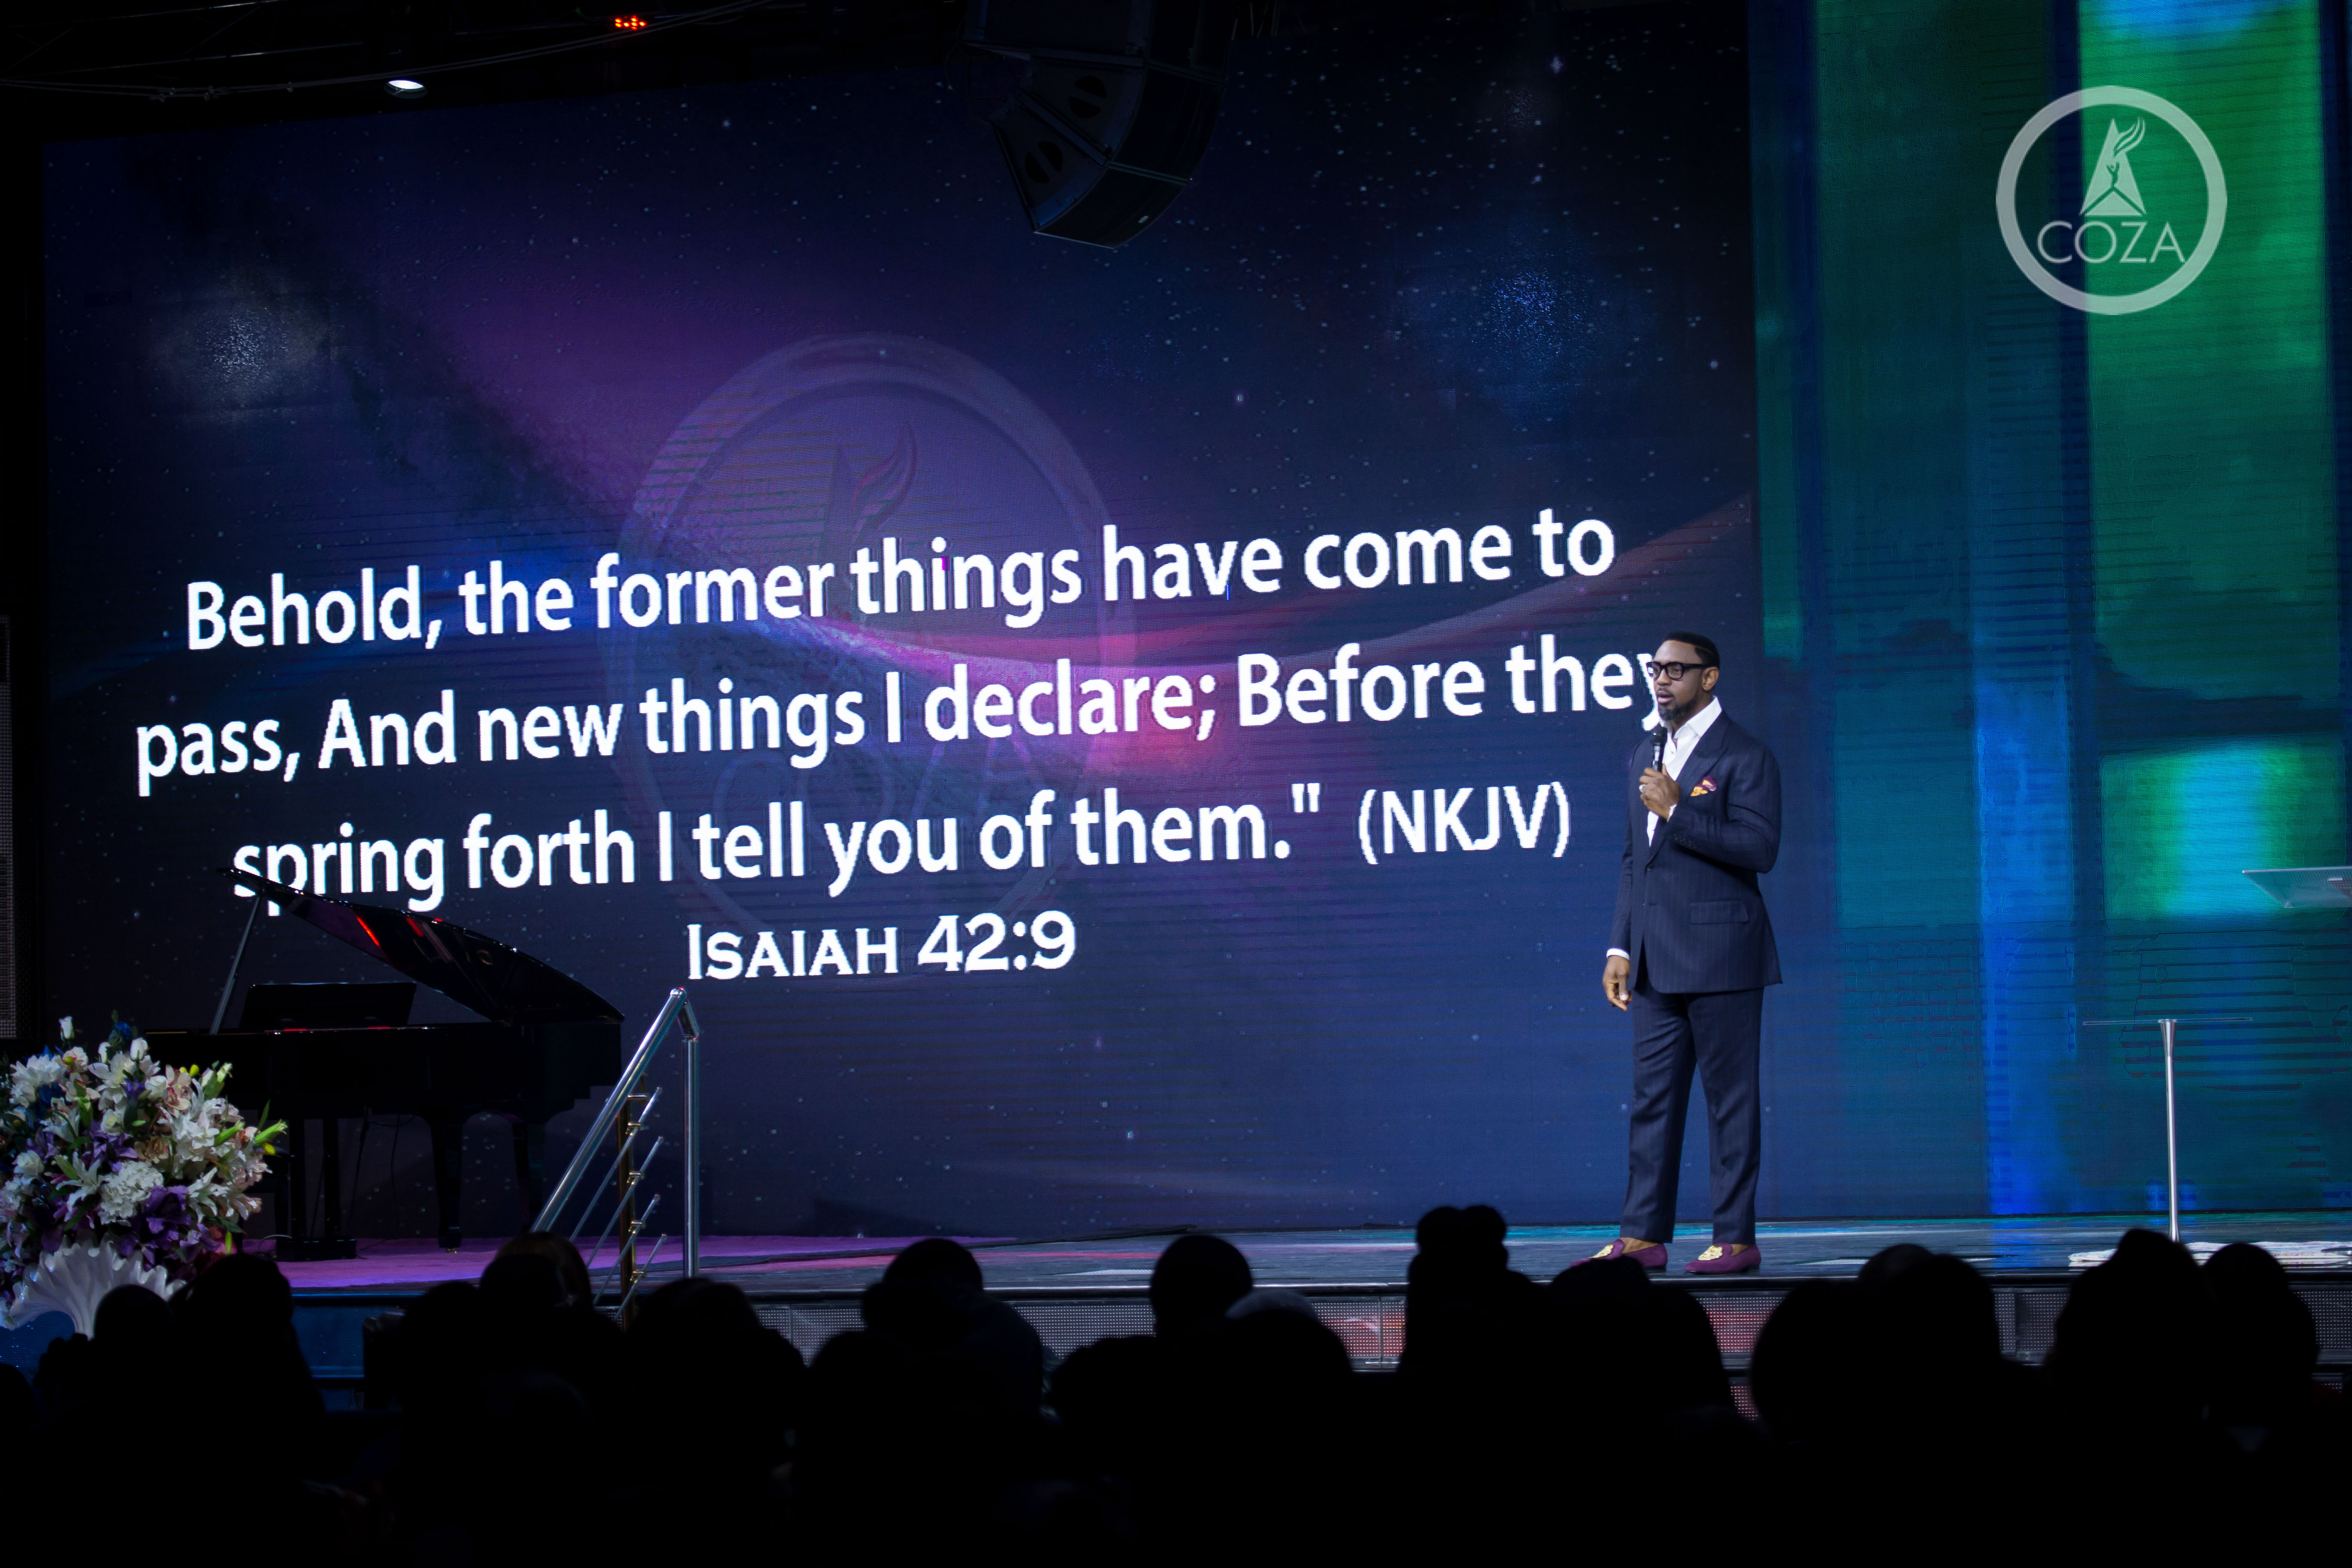 COZA
Behold, the former things have come to
pass, And new things I declare; Before they
spring forth I tell you of them." (NKJV)
ISAIAH 42:9